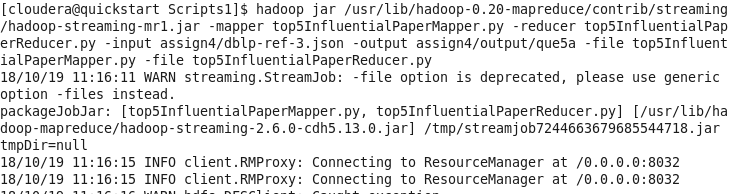 [cloudera@quickstart Scripts1]$ hadoop jar /usr/lib/hadoop-0.20-mapreduce/contrib/streaming
/hadoop-streaming-mr1.jar -mapper top5InfluentialPaperMapper.py -reducer top5InfluentialPap
erReducer.py -input assign4/dblp-ref-3.json -output assign4/output/que5a -file top5Influent
ialPaperMapper.py -file top5InfluentialPaperReducer.py
18/10/19 11:16:11 WARN streaming.StreamJob: -file option is deprecated, please use generic
option -files instead.
packageJobJar: [top5InfluentialPaperMapper.py, top5InfluentialPaperReducer.py] [/usr/lib/ha
doop-mapreduce/hadoop-streaming-2.6.0-cdh5.13.0.jar] /tmp/streamjob7244663679685544718.jar
tmpDir=null
18/10/19 11:16:15 INFO client.RMProxy: Connecting to ResourceManager at /0.0.0.0:8032
18/10/19 11:16:15 INFO client.RMProxy: Connecting to ResourceManager at /0.0.0.0:8032
18/10/19 11:16:16 WARN hdfs.DFSClient: Caught exception